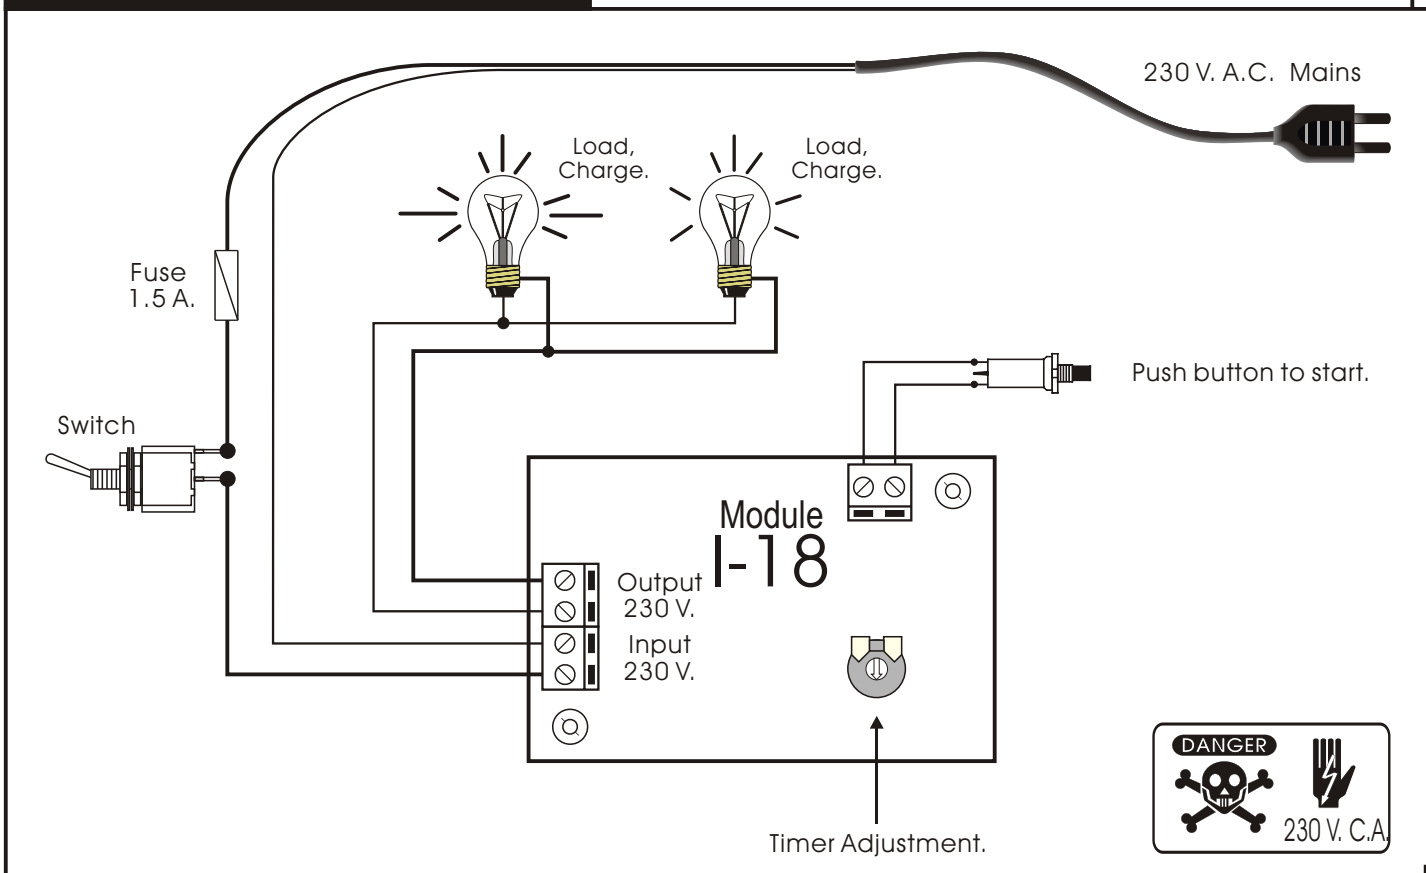 230 V. A.C. Mains
Load,
Charge.
Load,
Charge.
Fuse
1.5 A.
Switch
Push button to start.
Module
I-18
Output
230 V.
Input
230 V.
Timer Adjustment.
DANGER
230 V. C.A.